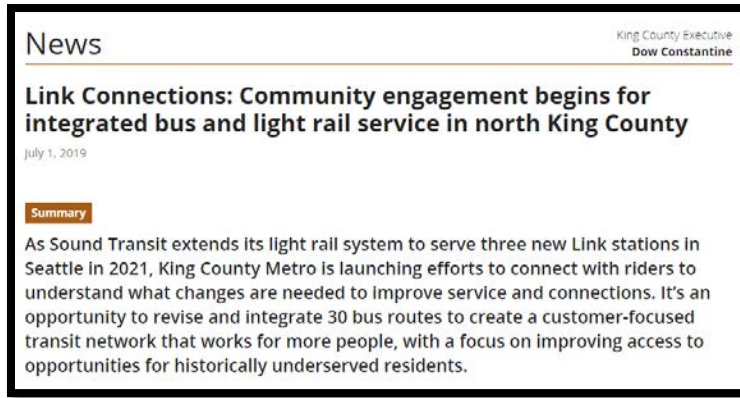 News
King County Executive
Dow Constantine
Link Connections: Community engagement begins for
integrated bus and light rail service in north King County
July 1, 2019
Summary
As Sound Transit extends its light rail system to serve three new Link stations in
Seattle in 2021, King County Metro is launching efforts to connect with riders to
understand what changes are needed to improve service and connections. It's an
opportunity to revise and integrate 30 bus routes to create a customer-focused
transit network that works for more people, with a focus on improving access to
opportunities for historically underserved residents.